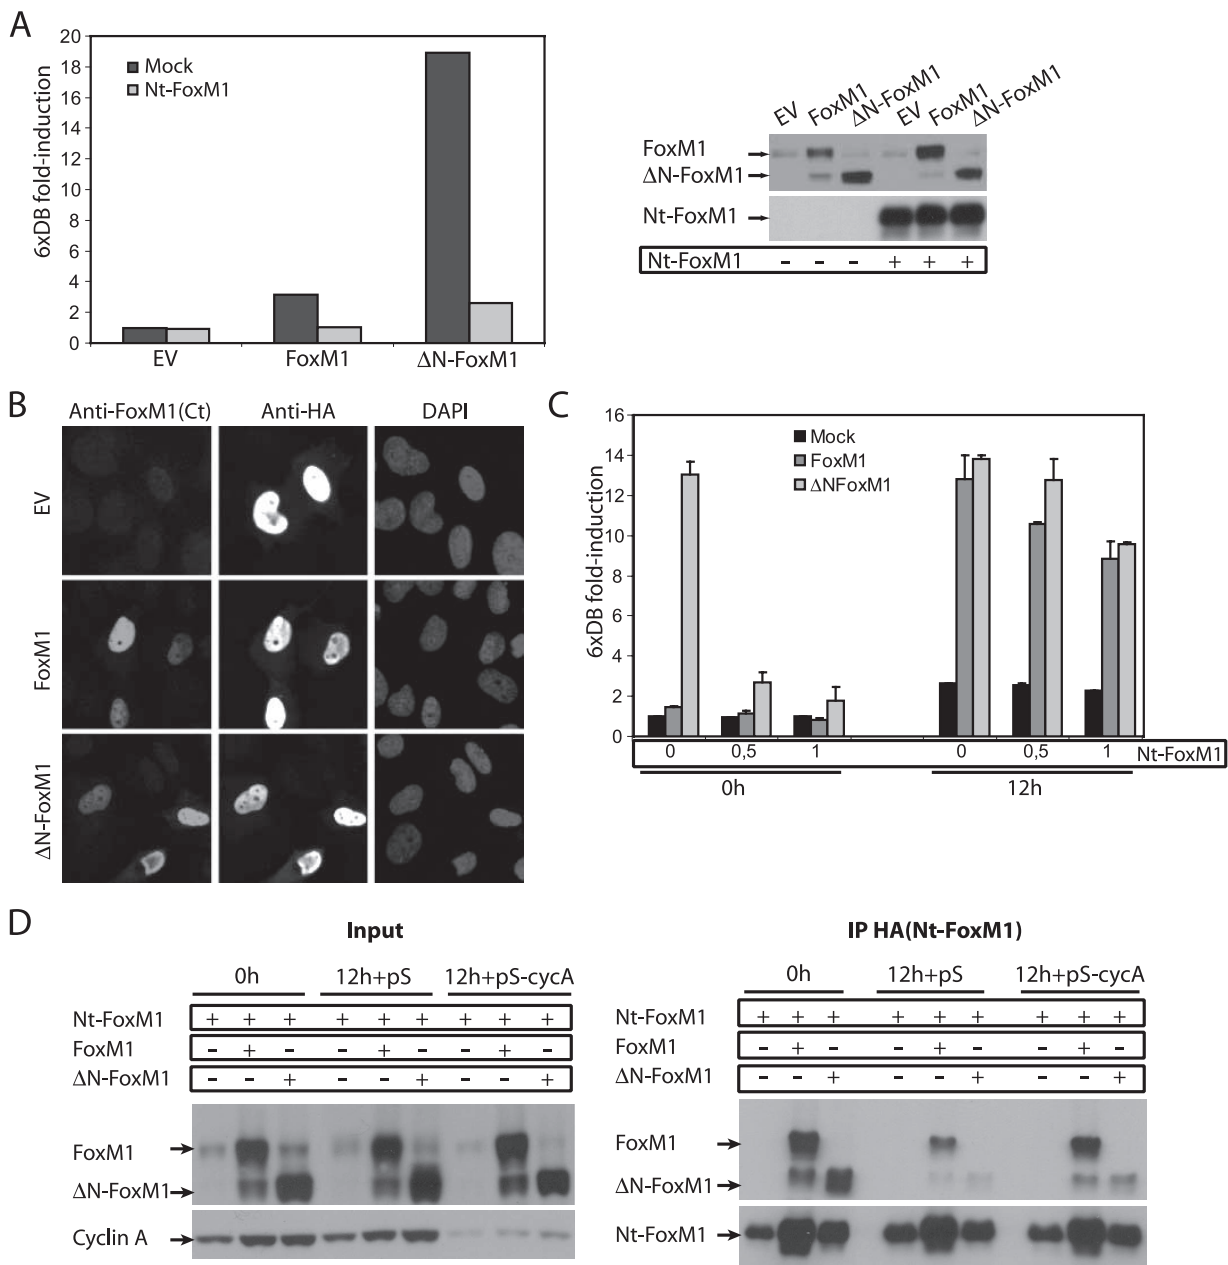 A
20
18
16
14
12
10
8
6
4
2
0
6xDB fold-induction
Mock
Nt-FoxM1
EV FoxM1 ΔN-FoxM1
EV FoxM1 ΔN-FoxM1 EV FoxM1 ΔN-FoxM1
FoxM1
ΔN-FoxM1
Nt-FoxM1
Nt-FoxM1 - - - + + +
B
Anti-FoxM1(Ct) Anti-HA DAPI
EV
FoxM1
ΔN-FoxM1
C
16
14
12
10
8
6
4
2
0
6xDB fold-induction
Mock
FoxM1
ΔNFoxM1
0 0,5 1 0 0,5 1 Nt-FoxM1
0h 12h
D
Input
0h 12h+pS 12h+pS-cycA
Nt-FoxM1 + + + + + + + + +
FoxM1 - + - - + - - + -
ΔN-FoxM1 - - + - - + - - +
FoxM1
ΔN-FoxM1
Cyclin A
IP HA(Nt-FoxM1)
0h 12h+pS 12h+pS-cycA
Nt-FoxM1 + + + + + + + + +
FoxM1 - + - - + - - + -
ΔN-FoxM1 - - + - - + - - +
FoxM1
ΔN-FoxM1
Nt-FoxM1